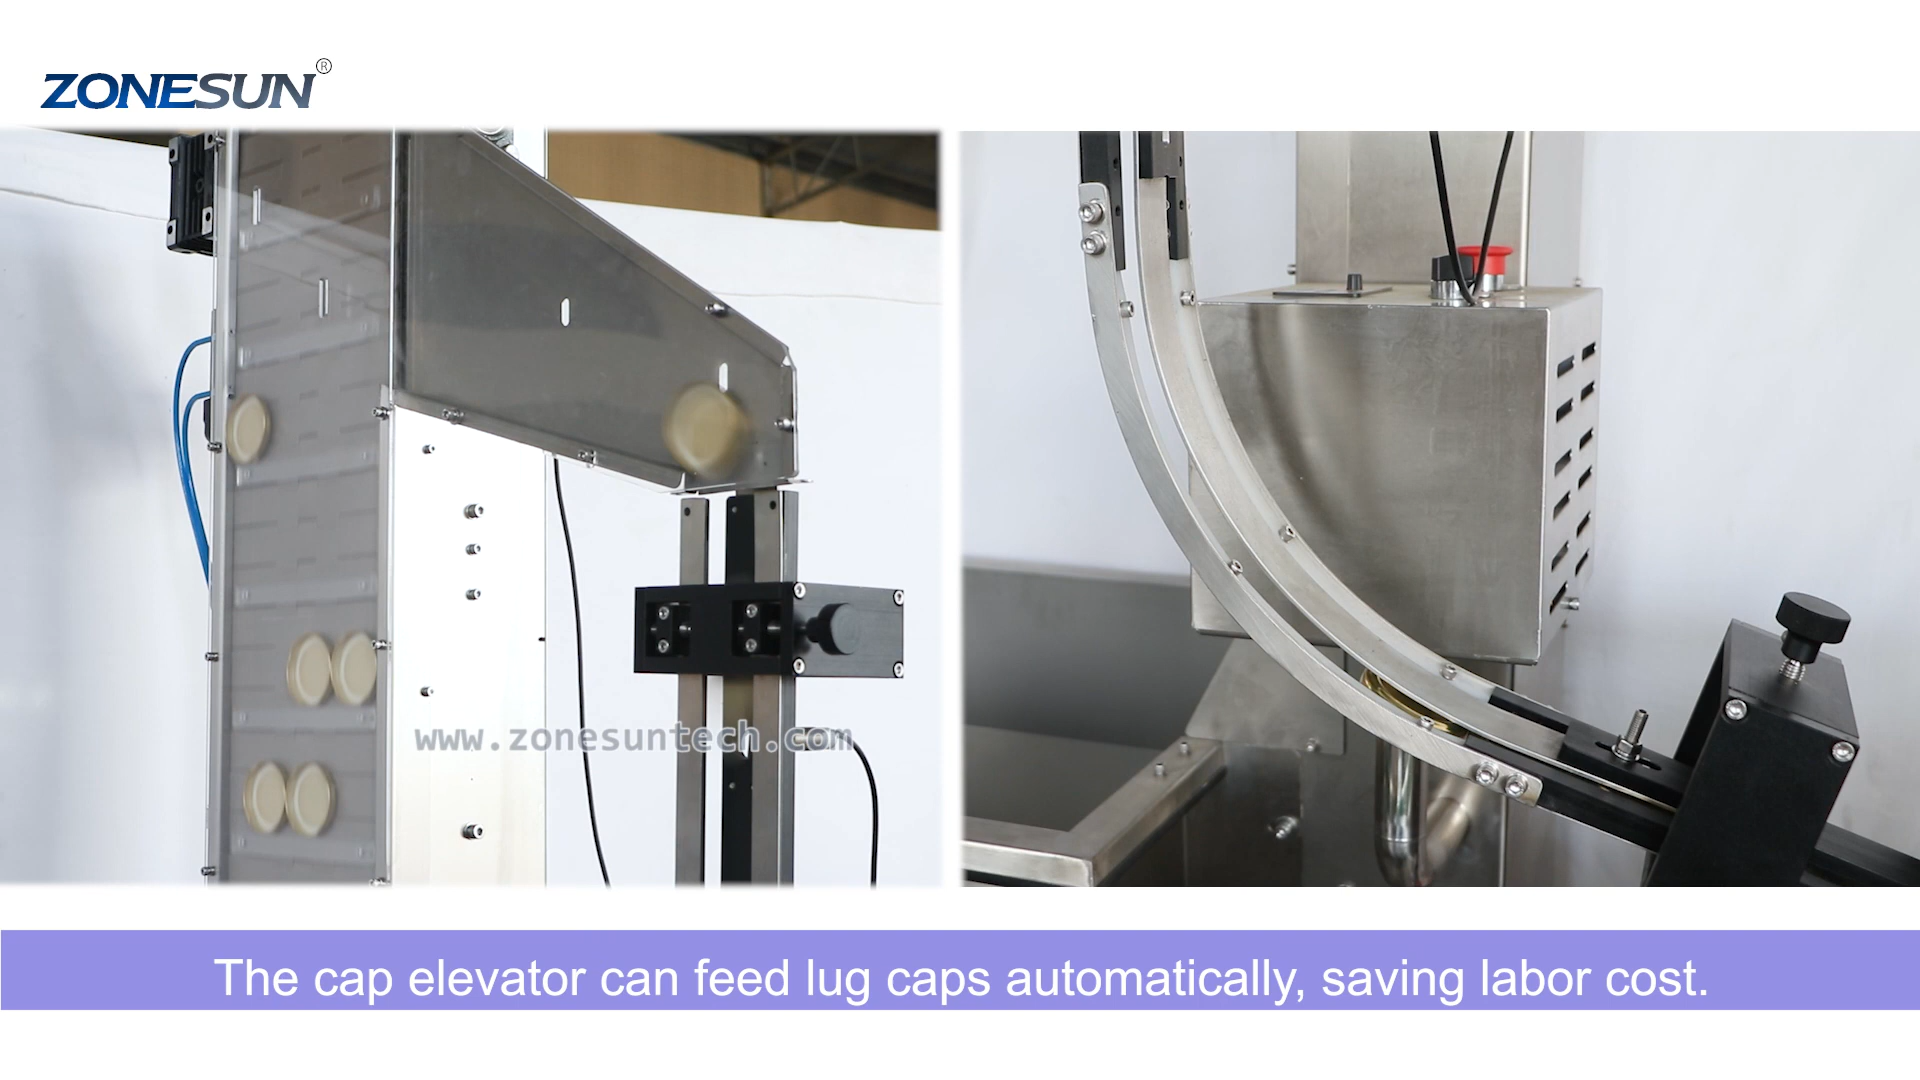 ZONESUN®
www.zonesuntech.com
The cap elevator can feed lug caps automatically, saving labor cost.